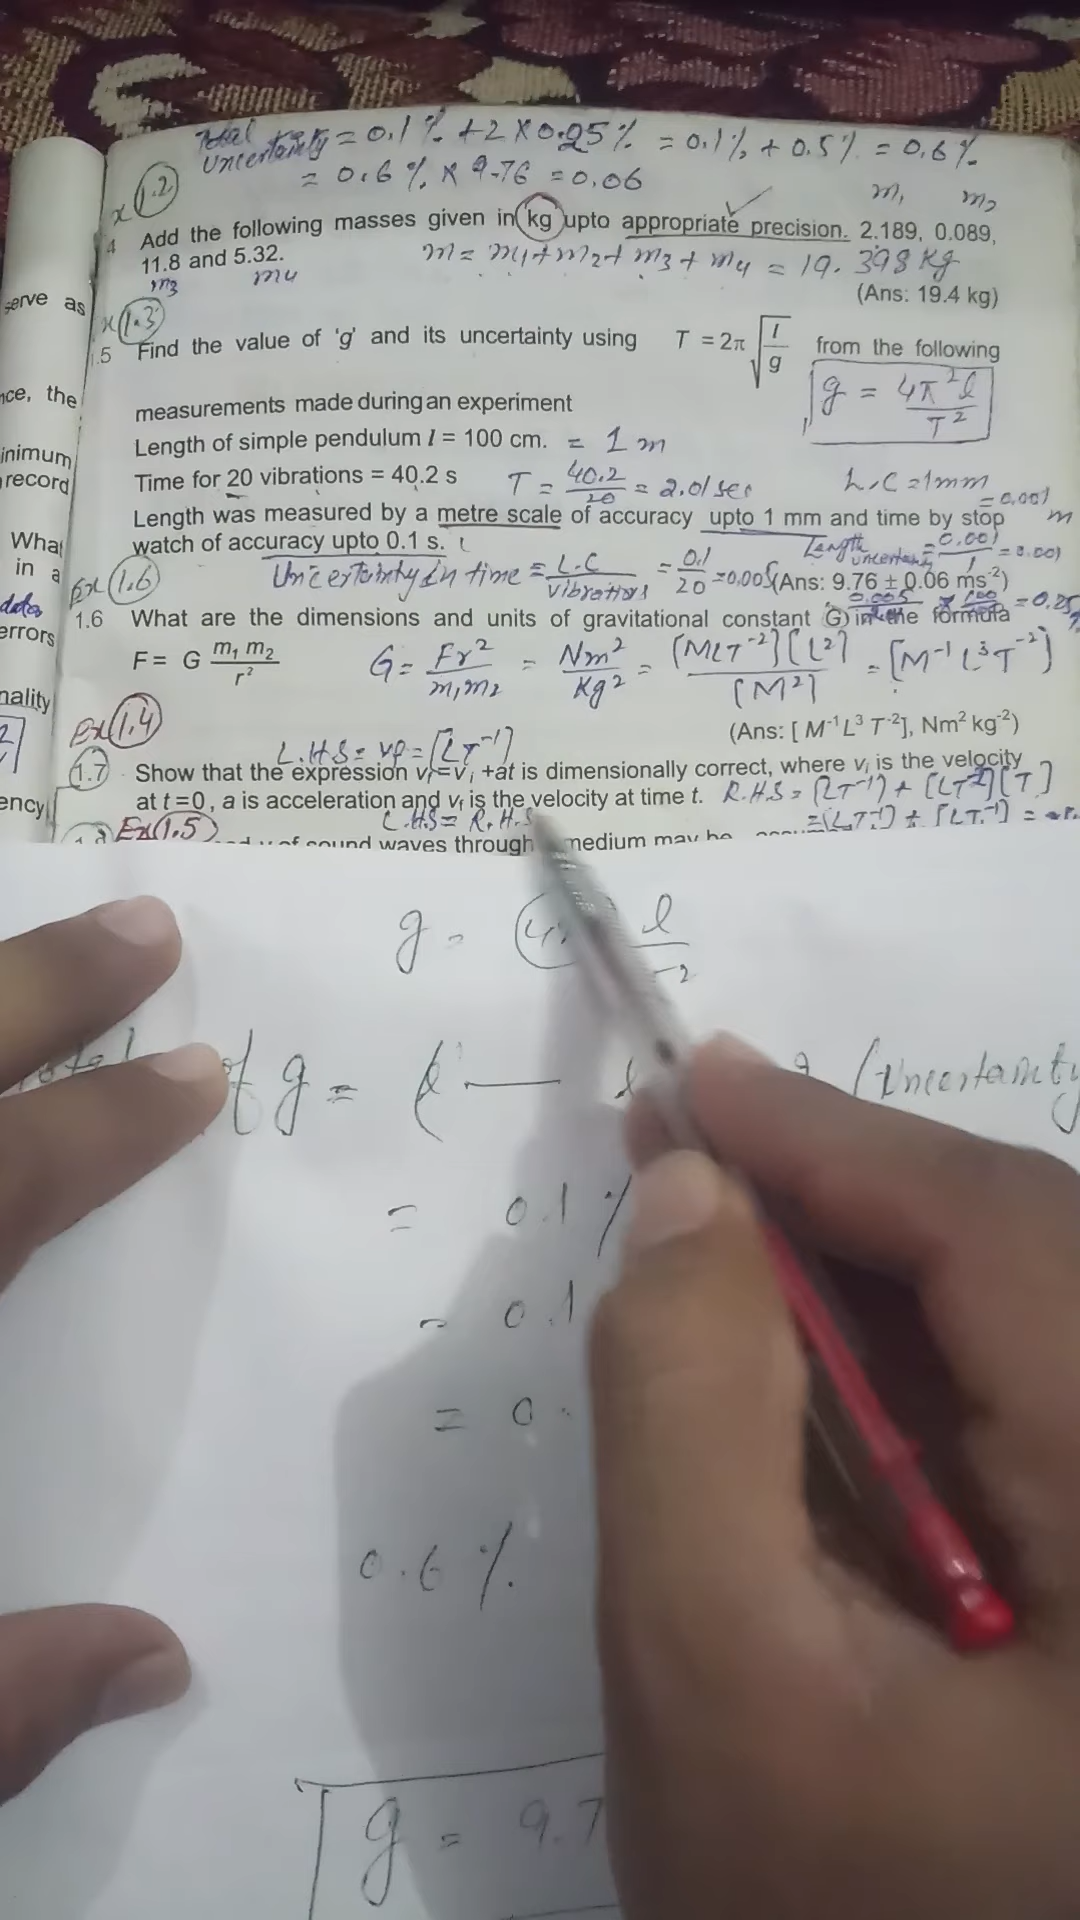 Total uncertainty = 0.1 % + 2 × 0.25 % = 0.1 % + 0.5 % = 0.6 %
= 0.6 % × 9.76 = 0.06
x 1.2
m1 m2
4 Add the following masses given in kg upto appropriate precision. 2.189, 0.089,
11.8 and 5.32. m = m1 + m2 + m3 + m4 = 19.398 kg
m3 m4
(Ans: 19.4 kg)
serve as
x 1.3
.5 Find the value of 'g' and its uncertainty using T = 2π √(l/g) from the following
g = 4π²l / T²
nce, the
measurements made during an experiment
Length of simple pendulum l = 100 cm. = 1 m
inimum
record
Time for 20 vibrations = 40.2 s T = 40.2/20 = 2.01 sec L.C = 1mm = 0.001 m
Length was measured by a metre scale of accuracy upto 1 mm and time by stop
What
watch of accuracy upto 0.1 s. Length uncertainty = 0.001/1 = 0.001
in a
Ex 1.6
Uncertainty in time = L.C/vibrations = 0.1/20 = 0.005 (Ans: 9.76 ± 0.06 ms⁻²)
data
errors
1.6 What are the dimensions and units of gravitational constant G in the formula
F = G m₁ m₂ / r² G = Fr²/m₁m₂ = Nm²/Kg² = [MLT⁻²][L²]/[M²] = [M⁻¹L³T⁻²]
nality
Ex 1.4
(Ans: [M⁻¹L³ T⁻²], Nm² kg⁻²)
L.H.S = vf = [LT⁻¹]
1.7 Show that the expression vf = vi +at is dimensionally correct, where vi is the velocity
ency
at t=0, a is acceleration and vf is the velocity at time t. R.H.S = [LT⁻¹] + [LT⁻²][T]
L.H.S = R.H.S = [LT⁻¹] + [LT⁻¹] =
Ex 1.5
of sound waves through medium may be
g = l
of g = l (Uncertainty
= 0.1 %
= 0.1
= 0.
0.6 %.
g = 9.7